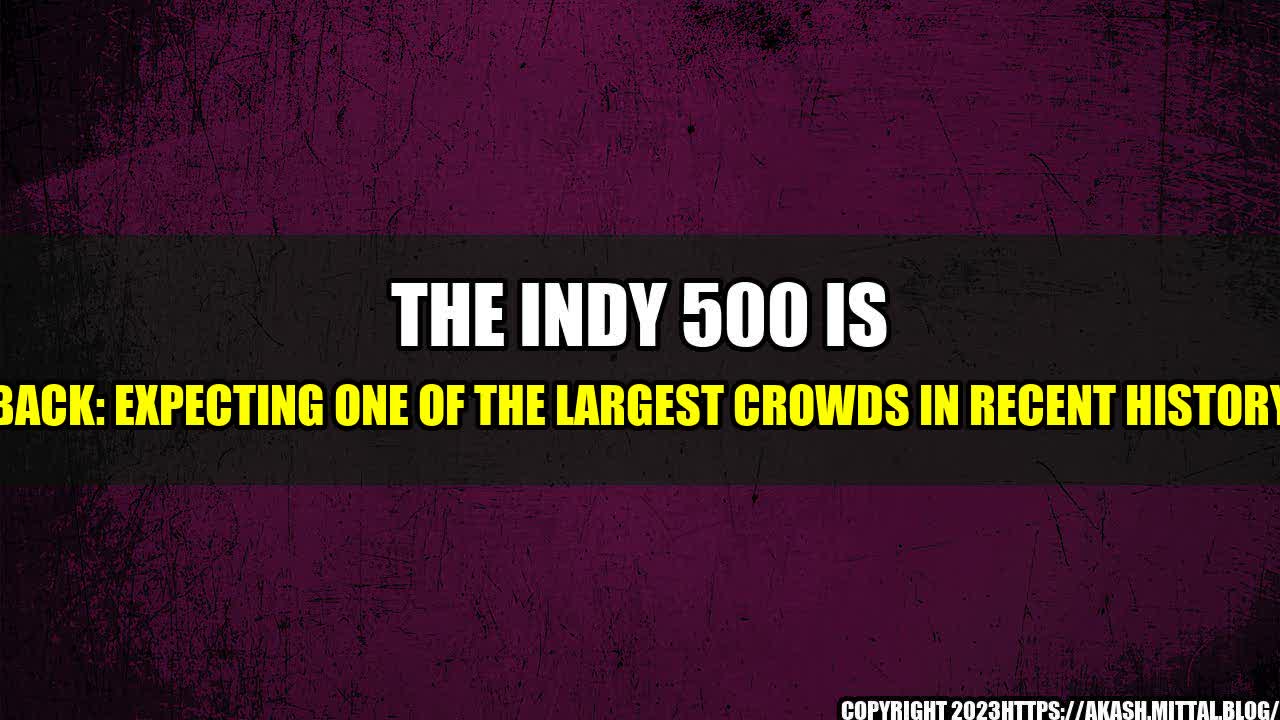 THE INDY 500 IS
BACK: EXPECTING ONE OF THE LARGEST CROWDS IN RECENT HISTORY
COPYRIGHT 2023HTTPS://AKASH.MITTAL.BLOG/